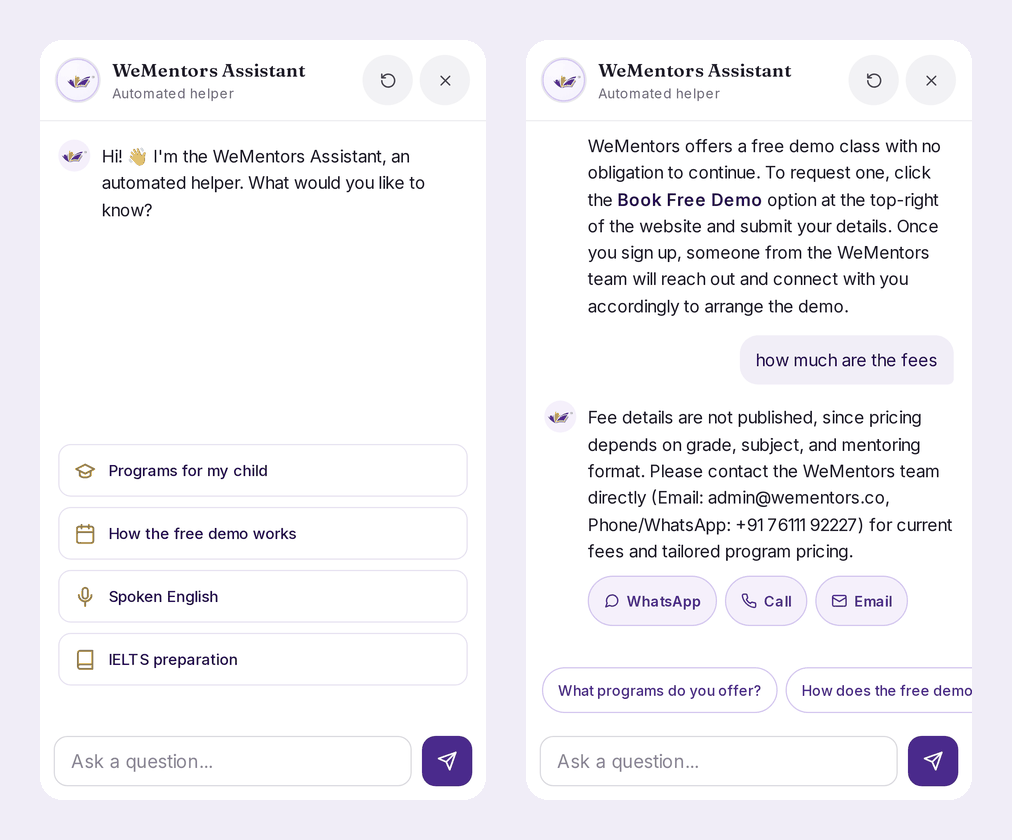 WeMentors Assistant
Automated helper
Hi! 👋 I'm the WeMentors Assistant, an
automated helper. What would you like to
know?
Programs for my child
How the free demo works
Spoken English
IELTS preparation
Ask a question...
WeMentors Assistant
Automated helper
WeMentors offers a free demo class with no
obligation to continue. To request one, click
the Book Free Demo option at the top-right
of the website and submit your details. Once
you sign up, someone from the WeMentors
team will reach out and connect with you
accordingly to arrange the demo.
how much are the fees
Fee details are not published, since pricing
depends on grade, subject, and mentoring
format. Please contact the WeMentors team
directly (Email: admin@wementors.co,
Phone/WhatsApp: +91 76111 92227) for current
fees and tailored program pricing.
WhatsApp Call Email
What programs do you offer? How does the free demo
Ask a question...